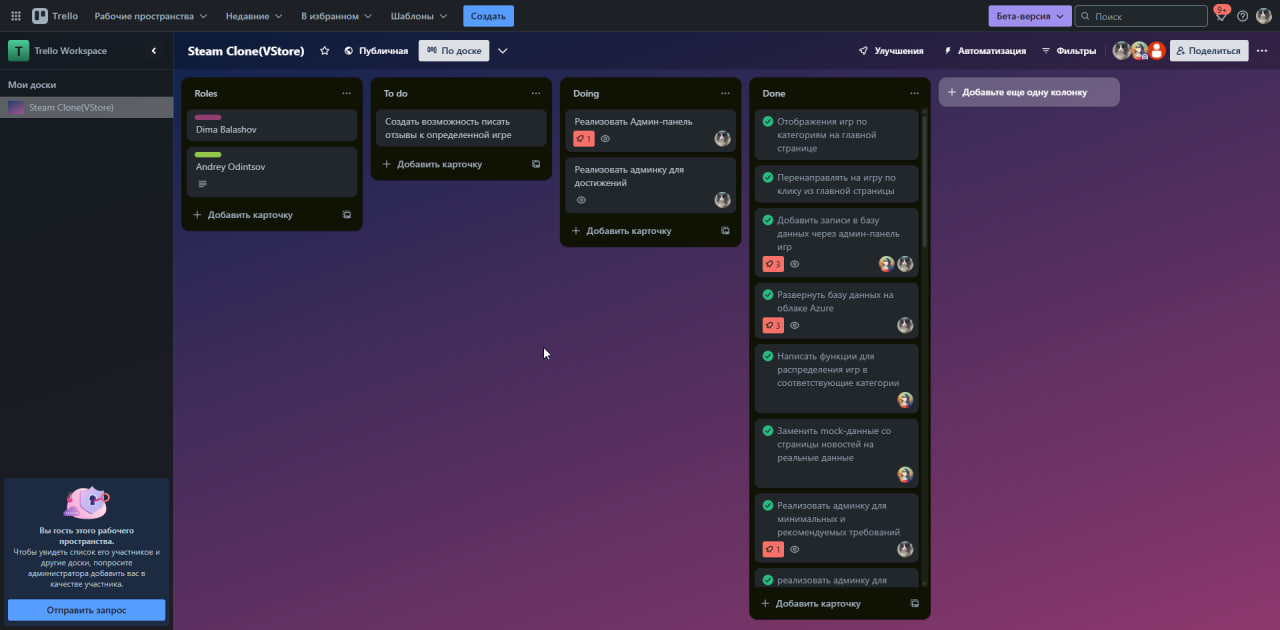 Trello
Рабочие пространства
Недавние
В избранном
Шаблоны
Создать
Бета-версия
Поиск
9+
T
Trello Workspace
Steam Clone(VStore)
Публичная
По доске
Улучшения
Автоматизация
Фильтры
Поделиться
Мои доски
Steam Clone(VStore)
Вы гость этого рабочего
пространства.
Чтобы увидеть список его участников и
другие доски, попросите
администратора добавить вас в
качестве участника.
Отправить запрос
Roles
Dima Balashov
Andrey Odintsov
Добавить карточку
To do
Создать возможность писать
отзывы к определенной игре
Добавить карточку
Doing
Реализовать Админ-панель
1
Реализовать админку для
достижений
Добавить карточку
Done
Отображения игр по
категориям на главной
странице
Перенаправлять на игру по
клику из главной страницы
Добавить записи в базу
данных через админ-панель
игр
3
Развернуть базу данных на
облаке Azure
3
Написать функции для
распределения игр в
соответствующие категории
Заменить mock-данные со
страницы новостей на
реальные данные
Реализовать админку для
минимальных и
рекомендуемых требований
1
реализовать админку для
Добавить карточку
Добавьте еще одну колонку